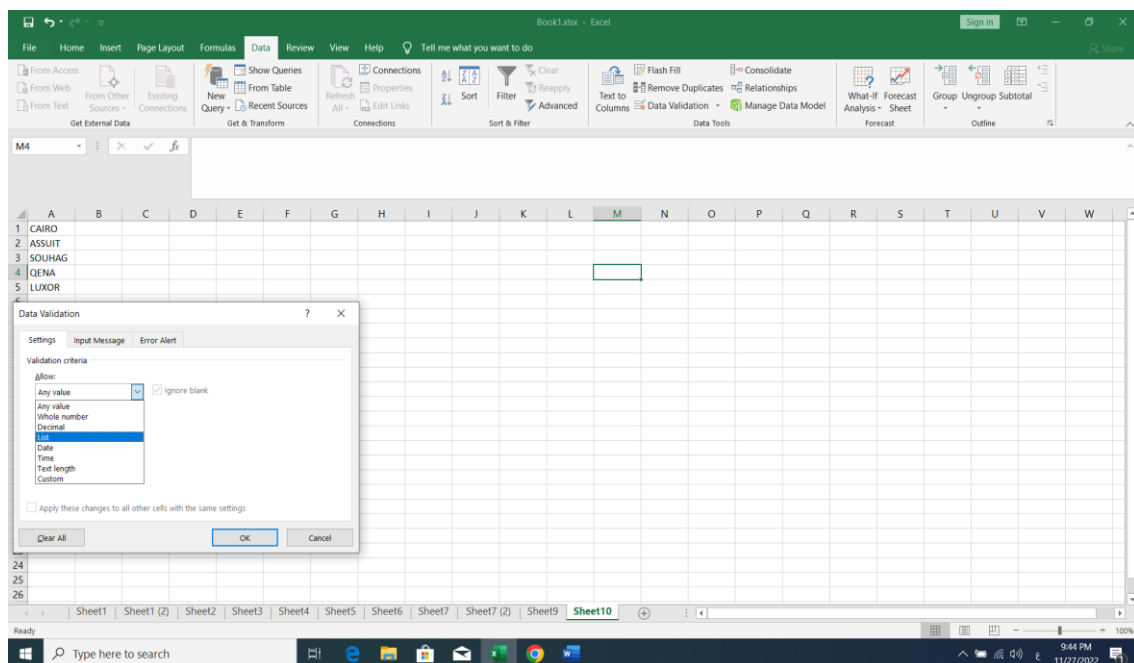 Book1.xlsx - Excel
Sign in
File Home Insert Page Layout Formulas Data Review View Help Tell me what you want to do Share
From Access
From Web
From Text
From Other Sources
Existing Connections
Get External Data
New Query
Show Queries
From Table
Recent Sources
Get & Transform
Refresh All
Connections
Properties
Edit Links
Connections
Sort
Filter
Clear
Reapply
Advanced
Sort & Filter
Text to Columns
Flash Fill
Remove Duplicates
Data Validation
Consolidate
Relationships
Manage Data Model
Data Tools
What-If Analysis
Forecast Sheet
Forecast
Group Ungroup Subtotal
Outline
M4 fx
A B C D E F G H I J K L M N O P Q R S T U V W
1 CAIRO
2 ASSUIT
3 SOUHAG
4 QENA
5 LUXOR
Data Validation ? ×
Settings Input Message Error Alert
Validation criteria
Allow:
Any value Ignore blank
Any value
Whole number
Decimal
List
Date
Time
Text length
Custom
Apply these changes to all other cells with the same settings
Clear All OK Cancel
24
25
26
Sheet1 Sheet1 (2) Sheet2 Sheet3 Sheet4 Sheet5 Sheet6 Sheet7 Sheet7 (2) Sheet9 Sheet10
Ready 100%
Type here to search
ع
9:44 PM
11/27/2022